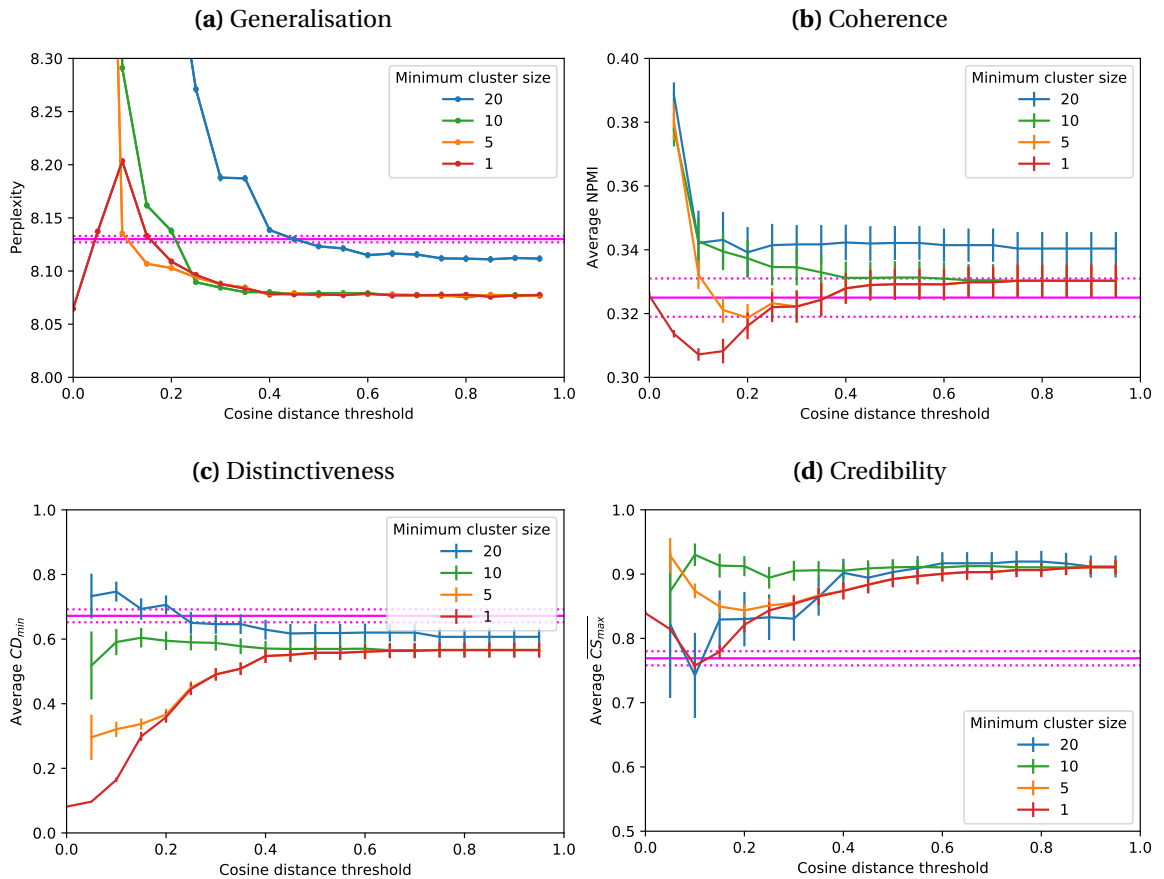 (a) Generalisation
8.30
8.25
8.20
8.15
8.10
8.05
8.00
Perplexity
0.0 0.2 0.4 0.6 0.8 1.0
Cosine distance threshold
Minimum cluster size
20
10
5
1
(b) Coherence
0.40
0.38
0.36
0.34
0.32
0.30
Average NPMI
0.0 0.2 0.4 0.6 0.8 1.0
Cosine distance threshold
Minimum cluster size
20
10
5
1
(c) Distinctiveness
1.0
0.8
0.6
0.4
0.2
0.0
Average CD_min
0.0 0.2 0.4 0.6 0.8 1.0
Cosine distance threshold
Minimum cluster size
20
10
5
1
(d) Credibility
1.0
0.9
0.8
0.7
0.6
0.5
Average \overline{CS_{max}}
0.0 0.2 0.4 0.6 0.8 1.0
Cosine distance threshold
Minimum cluster size
20
10
5
1